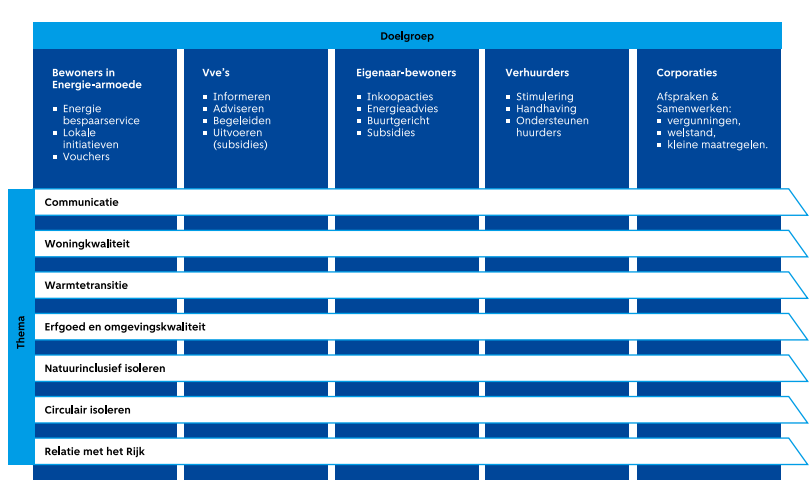 Doelgroep
Bewoners in
Energie-armoede
▪ Energie
bespaarservice
▪ Lokale
initiatieven
▪ Vouchers
Vve's
▪ Informeren
▪ Adviseren
▪ Begeleiden
▪ Uitvoeren
(subsidies)
Eigenaar-bewoners
▪ Inkoopacties
▪ Energieadvies
▪ Buurtgericht
▪ Subsidies
Verhuurders
▪ Stimulering
▪ Handhaving
▪ Ondersteunen
huurders
Corporaties
Afspraken &
Samenwerken:
▪ vergunningen,
▪ welstand,
▪ kleine maatregelen.
Thema
Communicatie
Woningkwaliteit
Warmtetransitie
Erfgoed en omgevingskwaliteit
Natuurinclusief isoleren
Circulair isoleren
Relatie met het Rijk